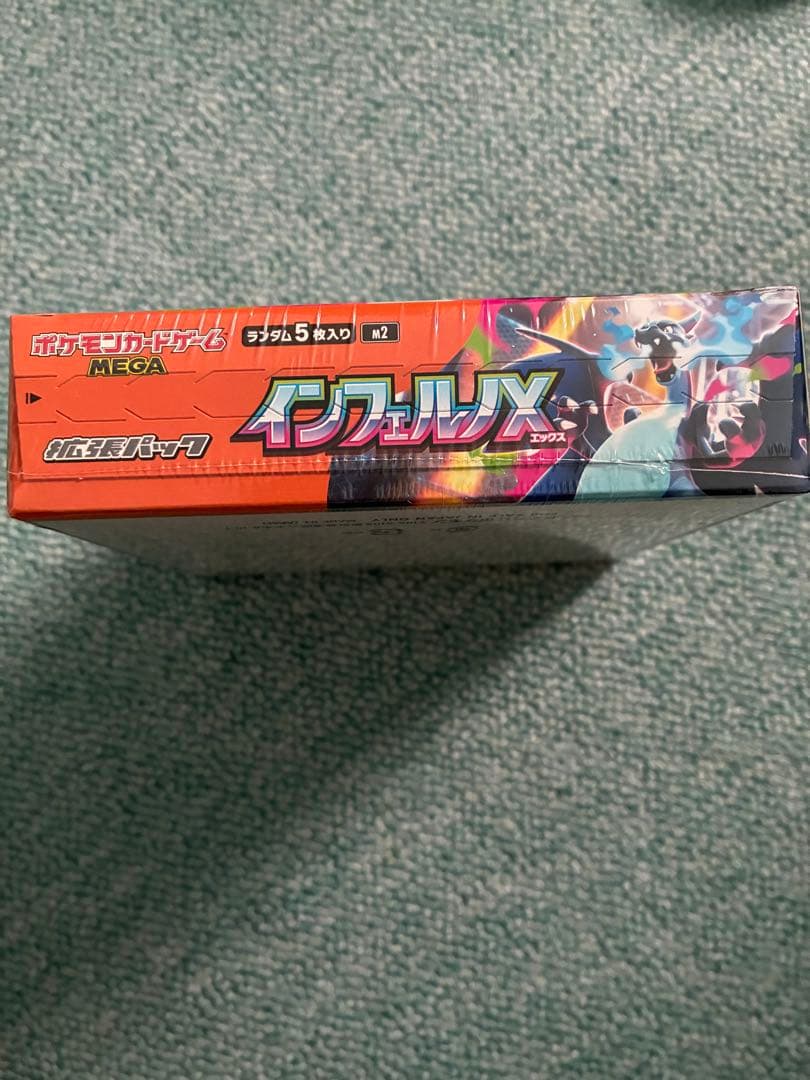 ポケモンカードゲーム
MEGA
ランダム5枚入り
M2
拡張パック
インフェルノX
エックス